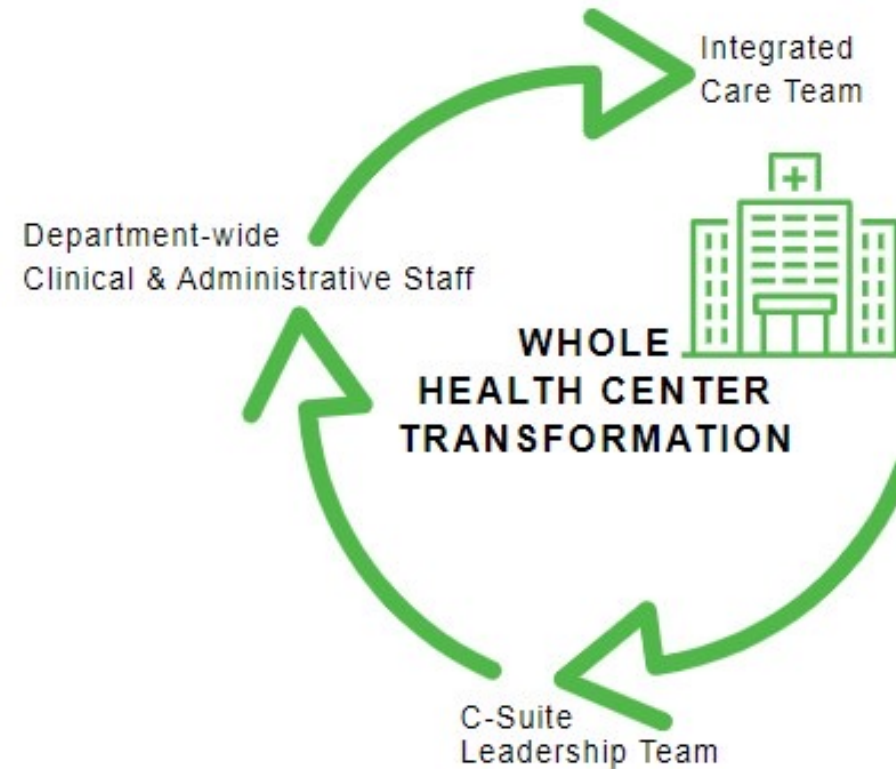 Integrated
Care Team
Department-wide
Clinical & Administrative Staff
WHOLE
HEALTH CENTER
TRANSFORMATION
C-Suite
Leadership Team